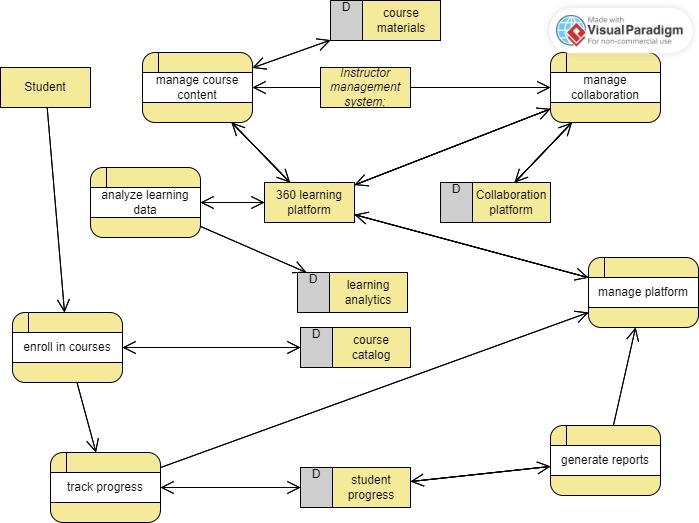 D
course
materials
Made with
Visual Paradigm
For non-commercial use
manage course
content
Instructor
management
system;
manage
collaboration
Student
analyze learning
data
360 learning
platform
D
Collaboration
platform
D
learning
analytics
manage platform
enroll in courses
D
course
catalog
track progress
D
student
progress
generate reports